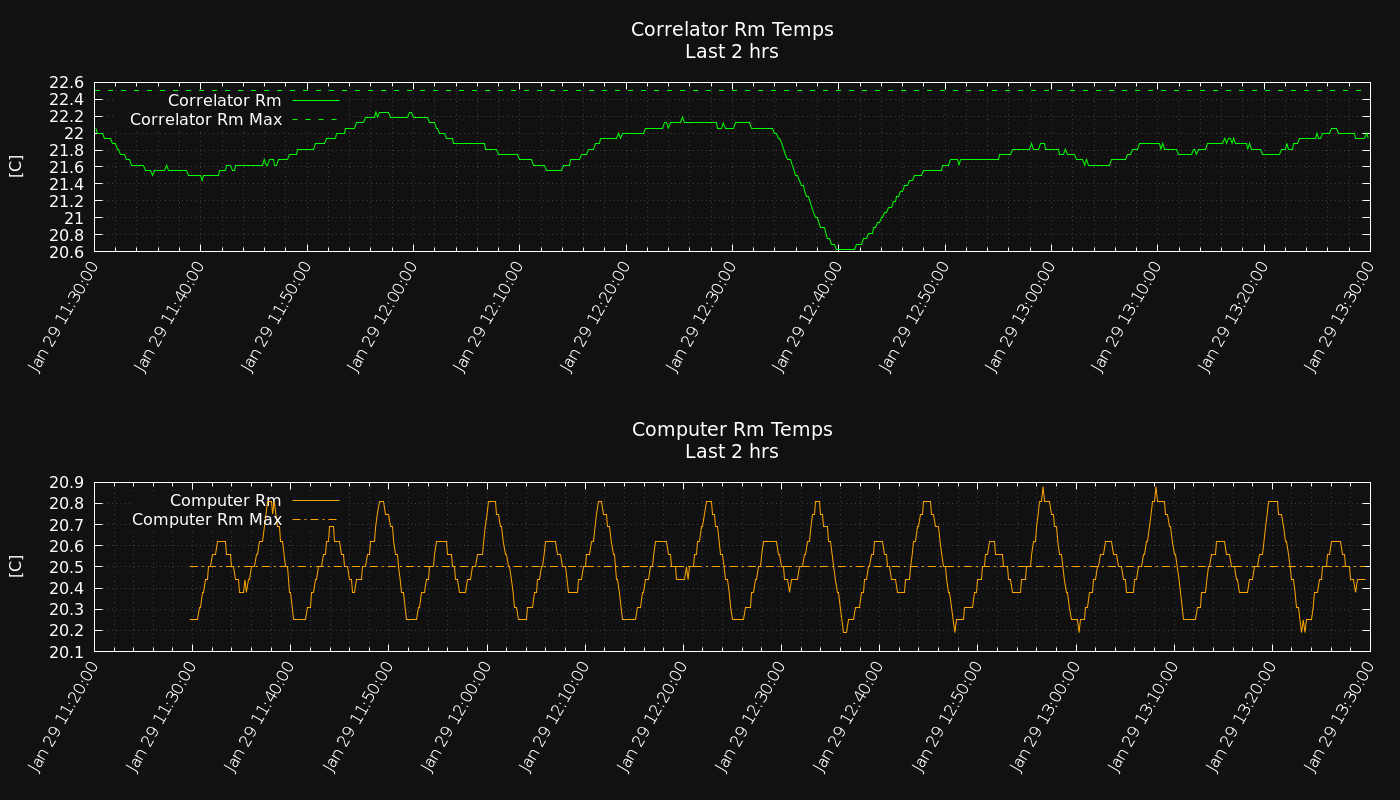 Correlator Rm Temps
Last 2 hrs
22.6
22.4
22.2
22
21.8
21.6
21.4
21.2
21
20.8
20.6
[C]
Correlator Rm
Correlator Rm Max
Jan 29 11:30:00
Jan 29 11:40:00
Jan 29 11:50:00
Jan 29 12:00:00
Jan 29 12:10:00
Jan 29 12:20:00
Jan 29 12:30:00
Jan 29 12:40:00
Jan 29 12:50:00
Jan 29 13:00:00
Jan 29 13:10:00
Jan 29 13:20:00
Jan 29 13:30:00
Computer Rm Temps
Last 2 hrs
20.9
20.8
20.7
20.6
20.5
20.4
20.3
20.2
20.1
[C]
Computer Rm
Computer Rm Max
Jan 29 11:20:00
Jan 29 11:30:00
Jan 29 11:40:00
Jan 29 11:50:00
Jan 29 12:00:00
Jan 29 12:10:00
Jan 29 12:20:00
Jan 29 12:30:00
Jan 29 12:40:00
Jan 29 12:50:00
Jan 29 13:00:00
Jan 29 13:10:00
Jan 29 13:20:00
Jan 29 13:30:00